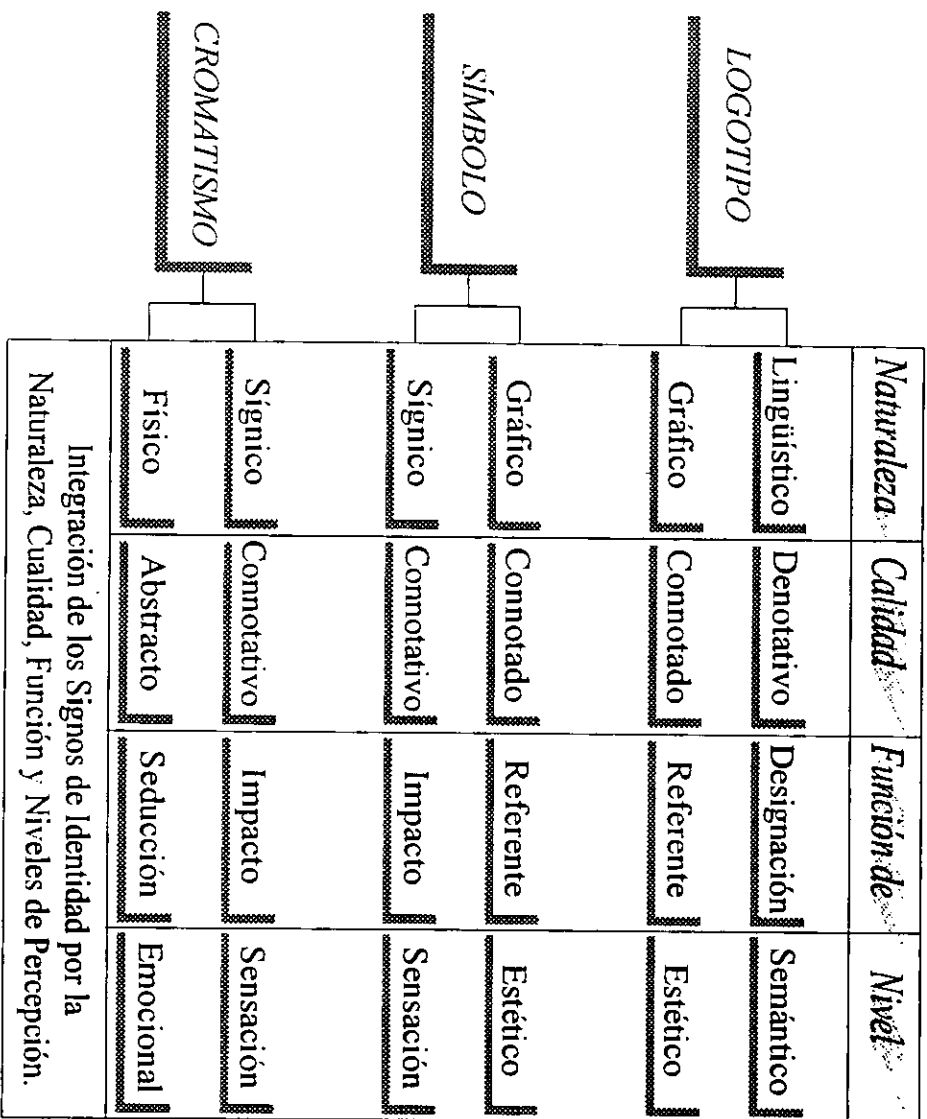 Naturaleza Calidad Función de Nivel
LOGOTIPO
Lingüístico Denotativo Designación Semántico
Gráfico Connotado Referente Estético
SÍMBOLO
Gráfico Connotado Referente Estético
Sígnico Connotativo Impacto Sensación
CROMATISMO
Sígnico Connotativo Impacto Sensación
Físico Abstracto Seducción Emocional
Integración de los Signos de Identidad por la
Naturaleza, Cualidad, Función y Niveles de Percepción.